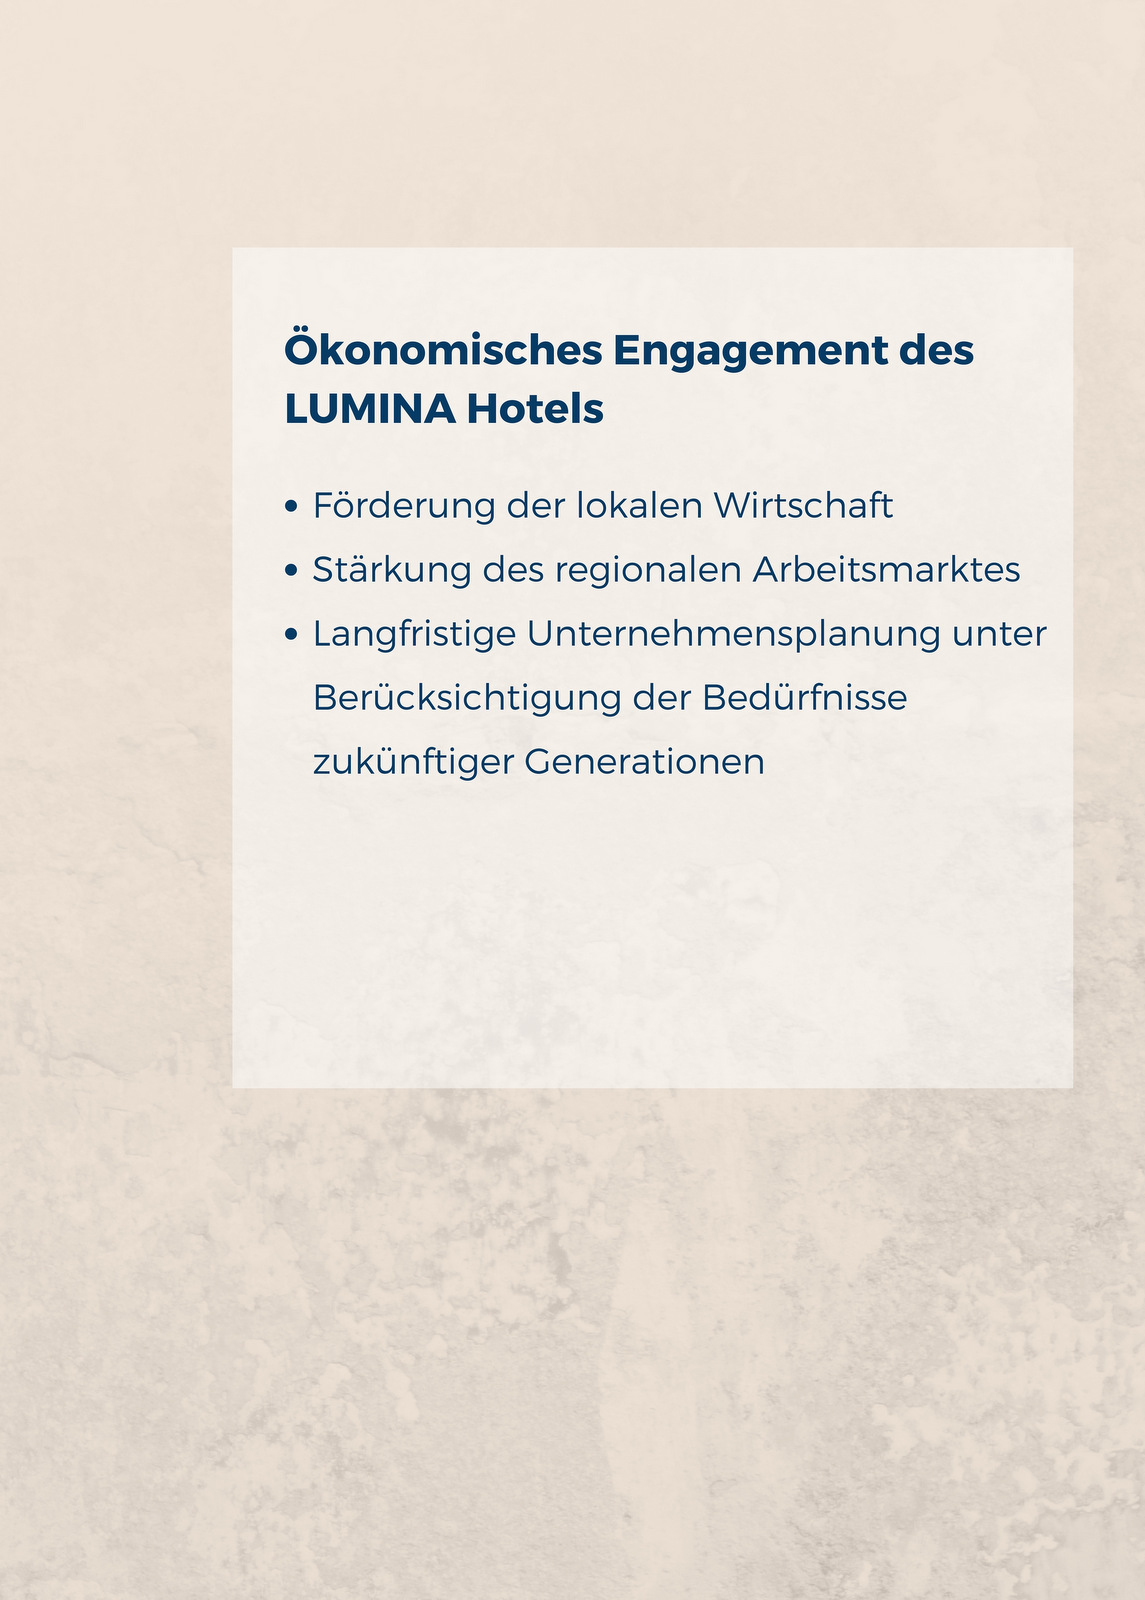 Ökonomisches Engagement des
LUMINA Hotels
• Förderung der lokalen Wirtschaft
• Stärkung des regionalen Arbeitsmarktes
• Langfristige Unternehmensplanung unter
Berücksichtigung der Bedürfnisse
zukünftiger Generationen